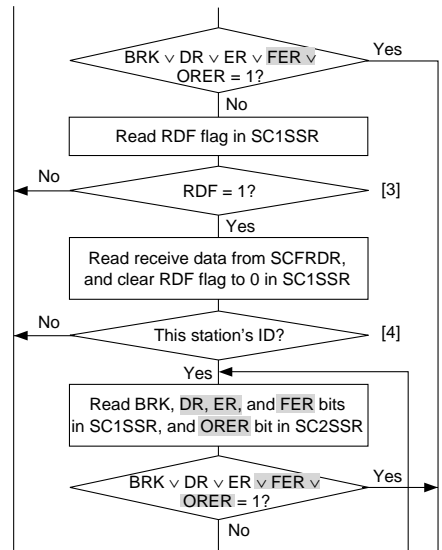 BRK ∨ DR ∨ ER ∨ FER ∨
ORER = 1?
Yes
No
Read RDF flag in SC1SSR
No
RDF = 1?
[3]
Yes
Read receive data from SCFRDR,
and clear RDF flag to 0 in SC1SSR
No
This station's ID?
[4]
Yes
Read BRK, DR, ER, and FER bits
in SC1SSR, and ORER bit in SC2SSR
BRK ∨ DR ∨ ER ∨ FER ∨
ORER = 1?
Yes
No